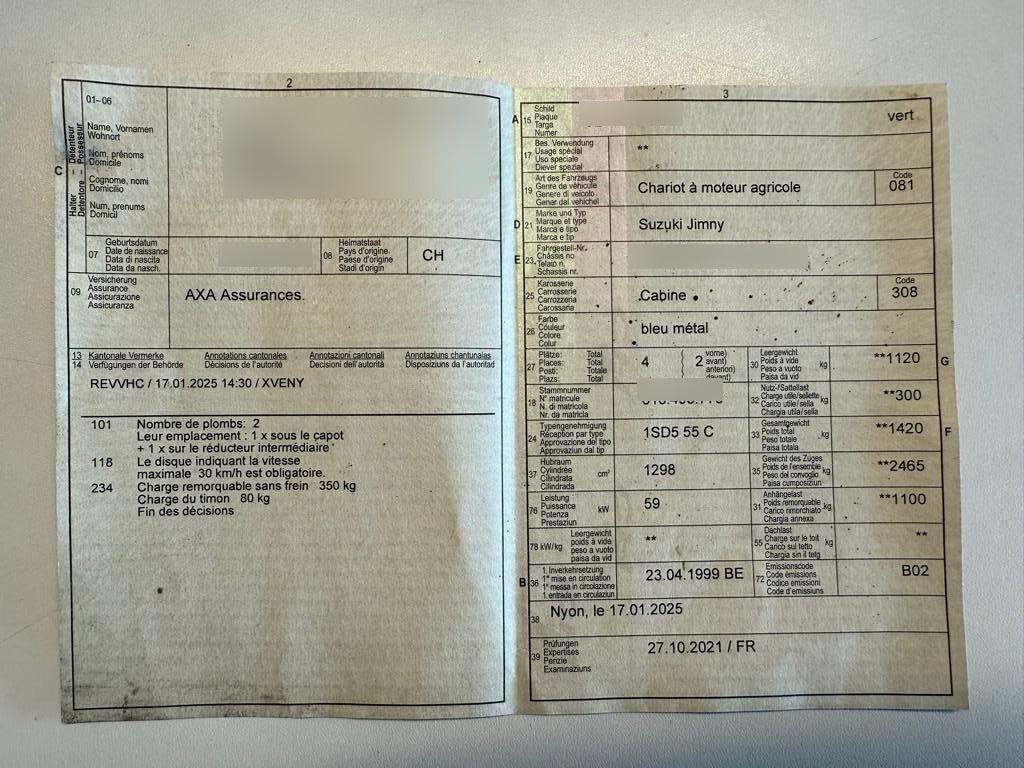 2
01–06
Name, Vornamen
Wohnort
Nom, prénoms
Domicile
Cognome, nomi
Domicilio
Num, prenums
Domicil
Halter – Détenteur
Detentore – Possessur
C
07
Geburtsdatum
Date de naissance
Data di nascita
Data da nasch.
08
Heimatstaat
Pays d'origine
Paese d'origine
Stadi d'origin
CH
09
Versicherung
Assurance
Assicurazione
Assicuranza
AXA Assurances.
13 Kantonale Vermerke Annotations cantonales Annotazioni cantonali Annotaziuns chantunalas
14 Verfügungen der Behörde Décisions de l'autorité Decisioni dell'autorità Disposiziuns da l'autoritad
REVVHC / 17.01.2025 14:30 / XVENY
101 Nombre de plombs: 2
Leur emplacement : 1 x sous le capot
+ 1 x sur le réducteur intermédiaire
118 Le disque indiquant la vitesse
maximale 30 km/h est obligatoire.
234 Charge remorquable sans frein 350 kg
Charge du timon 80 kg
Fin des décisions
3
A 15
Schild
Plaque
Targa
Numer
vert
17
Bes. Verwendung
Usage spécial
Uso speciale
Diever spezial
**
19
Art des Fahrzeugs
Genre de véhicule
Genere di veicolo
Gener dal vehichel
Chariot à moteur agricole
Code
081
D 21
Marke und Typ
Marque et type
Marca e tipo
Marca e tip
Suzuki Jimny
E 23
Fahrgestell-Nr.
Châssis no
Telaio n.
Schassis nr.
25
Karosserie
Carrosserie
Carrozzeria
Carossaria
Cabine
Code
308
26
Farbe
Couleur
Colore
Colur
bleu métal
27
Plätze: Total
Places: Total
Posti: Totale
Plazs: Totale
4
2
vorne)
avant)
anteriori)
davant)
30
Leergewicht
Poids à vide
Peso a vuoto
Paisa da vid
kg
**1120
G
18
Stammnummer
N° matricule
N. di matricola
Nr. da matricla
32
Nutz-/Sattellast
Charge utile/sellette
Carico utile/sella
Chargia utila/sella
kg
**300
24
Typengenehmigung
Réception par type
Approvazione del tipo
Approvaziun dal tip
1SD5 55 C
33
Gesamtgewicht
Poids total
Peso totale
Paisa totala
kg
**1420
F
37
Hubraum
Cylindrée
Cilindrata
Cilindrada
cm³
1298
35
Gewicht des Zuges
Poids de l'ensemble
Peso del convoglio
Paisa cumposiziun
kg
**2465
76
Leistung
Puissance
Potenza
Prestaziun
kW
59
31
Anhängelast
Poids remorquable
Carico rimorchiato
Chargia annexa
kg
**1100
78 kW/kg
Leergewicht
poids à vide
peso a vuoto
paisa da vid
**
55
Dachlast
Charge sur le toit
Carico sul tetto
Chargia sin il tetg
kg
**
B 36
1. Inverkehrsetzung
1re mise en circulation
1a messa in circolazione
1. entrada en circulaziun
23.04.1999 BE
72
Emissionscode
Code émissions
Codice emissioni
Code d'emissiuns
B02
38
Nyon, le 17.01.2025
39
Prüfungen
Expertises
Perizie
Examinaziuns
27.10.2021 / FR